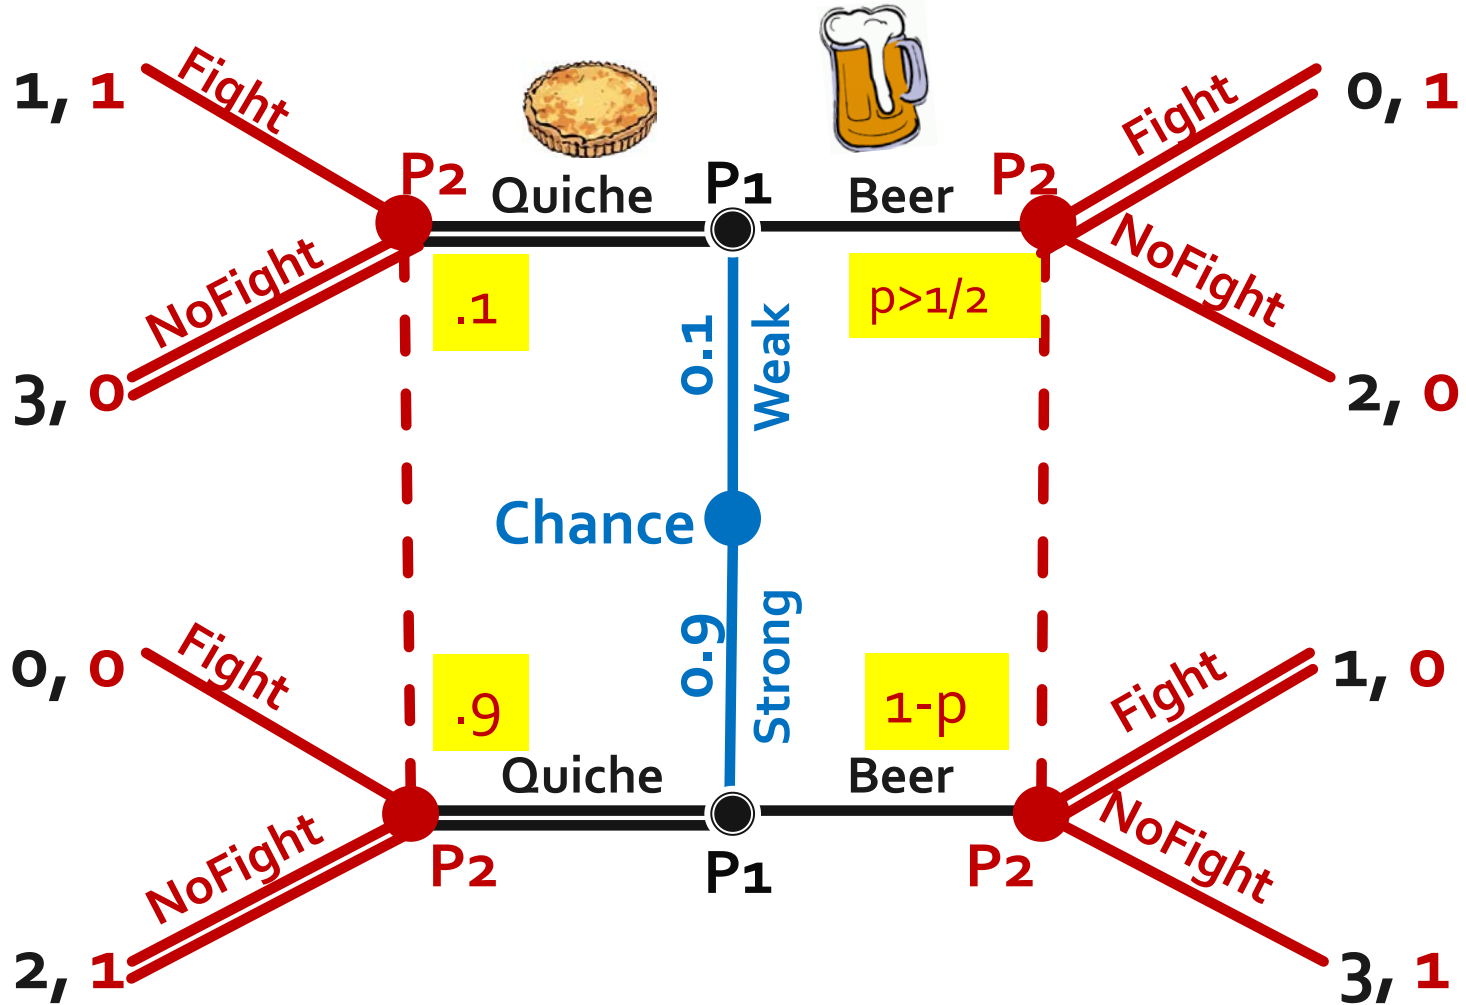 1, 1
Fight
P2
Quiche
P1
Beer
P2
Fight
0, 1
NoFight
3, 0
.1
0.1
Weak
p>1/2
NoFight
2, 0
Chance
0, 0
Fight
.9
0.9
Strong
1-p
Fight
1, 0
Quiche
Beer
NoFight
2, 1
P2
P1
P2
NoFight
3, 1